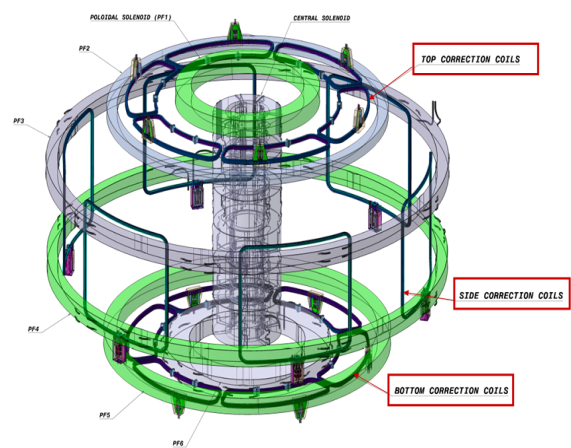 POLOIDAL SOLENOID (PF1)
CENTRAL SOLENOID
PF2
TOP CORRECTION COILS
PF3
SIDE CORRECTION COILS
PF4
BOTTOM CORRECTION COILS
PF5
PF6